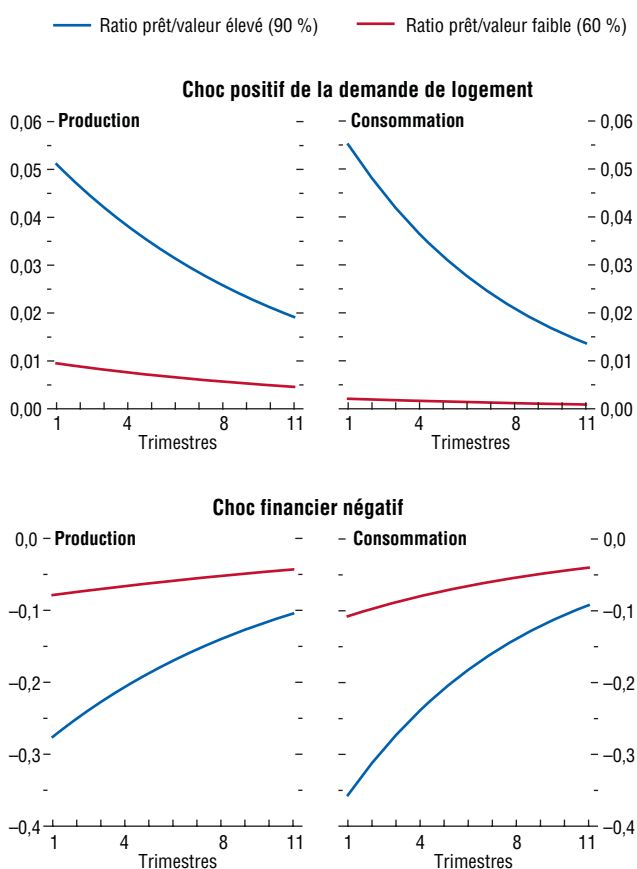 Ratio prêt/valeur élevé (90 %) Ratio prêt/valeur faible (60 %)
Choc positif de la demande de logement
0,06 Production Consommation 0,06
0,05 0,05
0,04 0,04
0,03 0,03
0,02 0,02
0,01 0,01
0,00 0,00
1 4 8 11 1 4 8 11
Trimestres Trimestres
Choc financier négatif
0,0 Production Consommation 0,0
–0,1 –0,1
–0,2 –0,2
–0,3 –0,3
–0,4 –0,4
1 4 8 11 1 4 8 11
Trimestres Trimestres